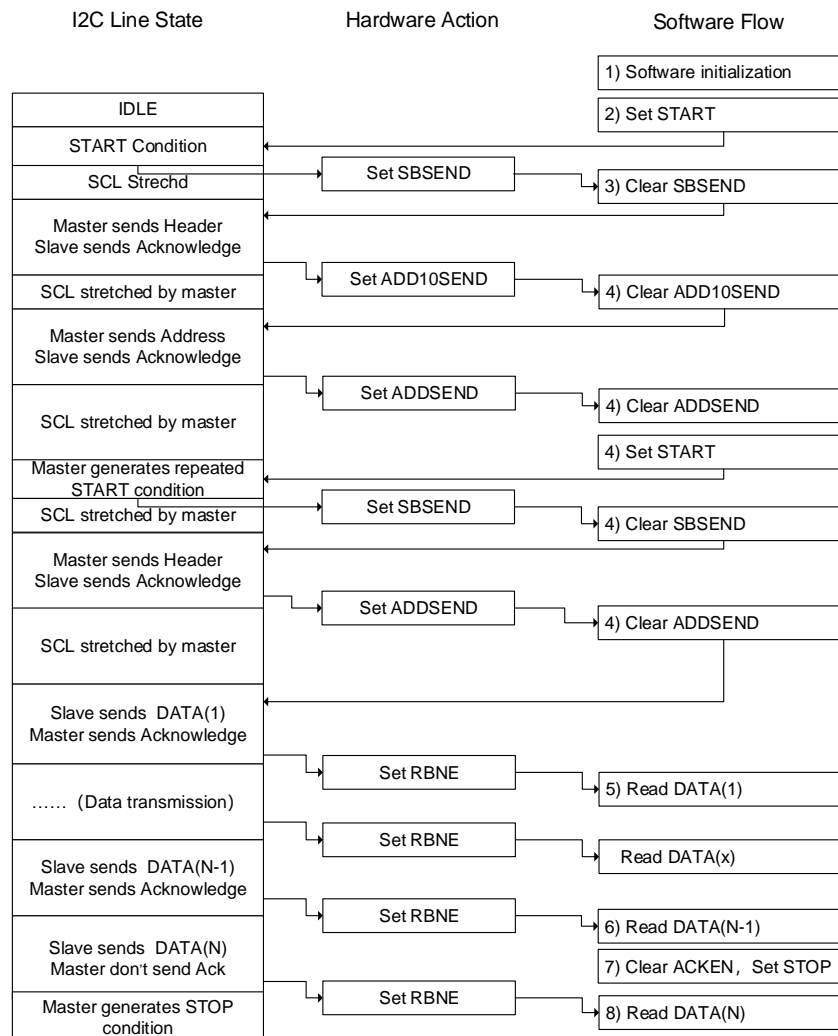 I2C Line State
Hardware Action
Software Flow
1) Software initialization
IDLE
2) Set START
START Condition
Set SBSEND
SCL Strechd
3) Clear SBSEND
Master sends Header
Slave sends Acknowledge
Set ADD10SEND
SCL stretched by master
4) Clear ADD10SEND
Master sends Address
Slave sends Acknowledge
Set ADDSEND
SCL stretched by master
4) Clear ADDSEND
4) Set START
Master generates repeated
START condition
Set SBSEND
SCL stretched by master
4) Clear SBSEND
Master sends Header
Slave sends Acknowledge
Set ADDSEND
4) Clear ADDSEND
SCL stretched by master
Slave sends DATA(1)
Master sends Acknowledge
Set RBNE
5) Read DATA(1)
...... (Data transmission)
Set RBNE
Read DATA(x)
Slave sends DATA(N-1)
Master sends Acknowledge
Set RBNE
6) Read DATA(N-1)
Slave sends DATA(N)
Master don't send Ack
7) Clear ACKEN, Set STOP
Set RBNE
Master generates STOP
condition
8) Read DATA(N)